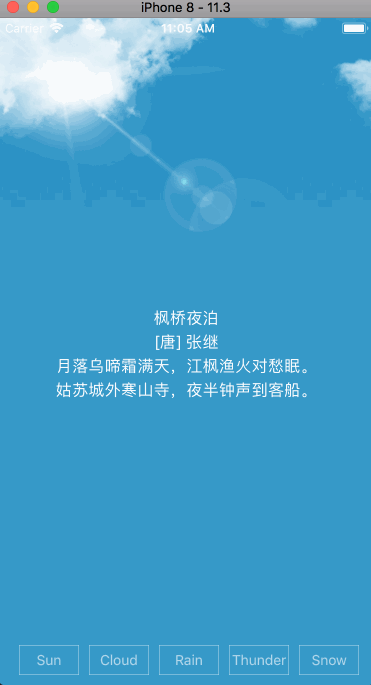 iPhone 8 - 11.3
Carrier 11:05 AM
枫桥夜泊
[唐] 张继
月落乌啼霜满天，江枫渔火对愁眠。
姑苏城外寒山寺，夜半钟声到客船。
Sun Cloud Rain Thunder Snow